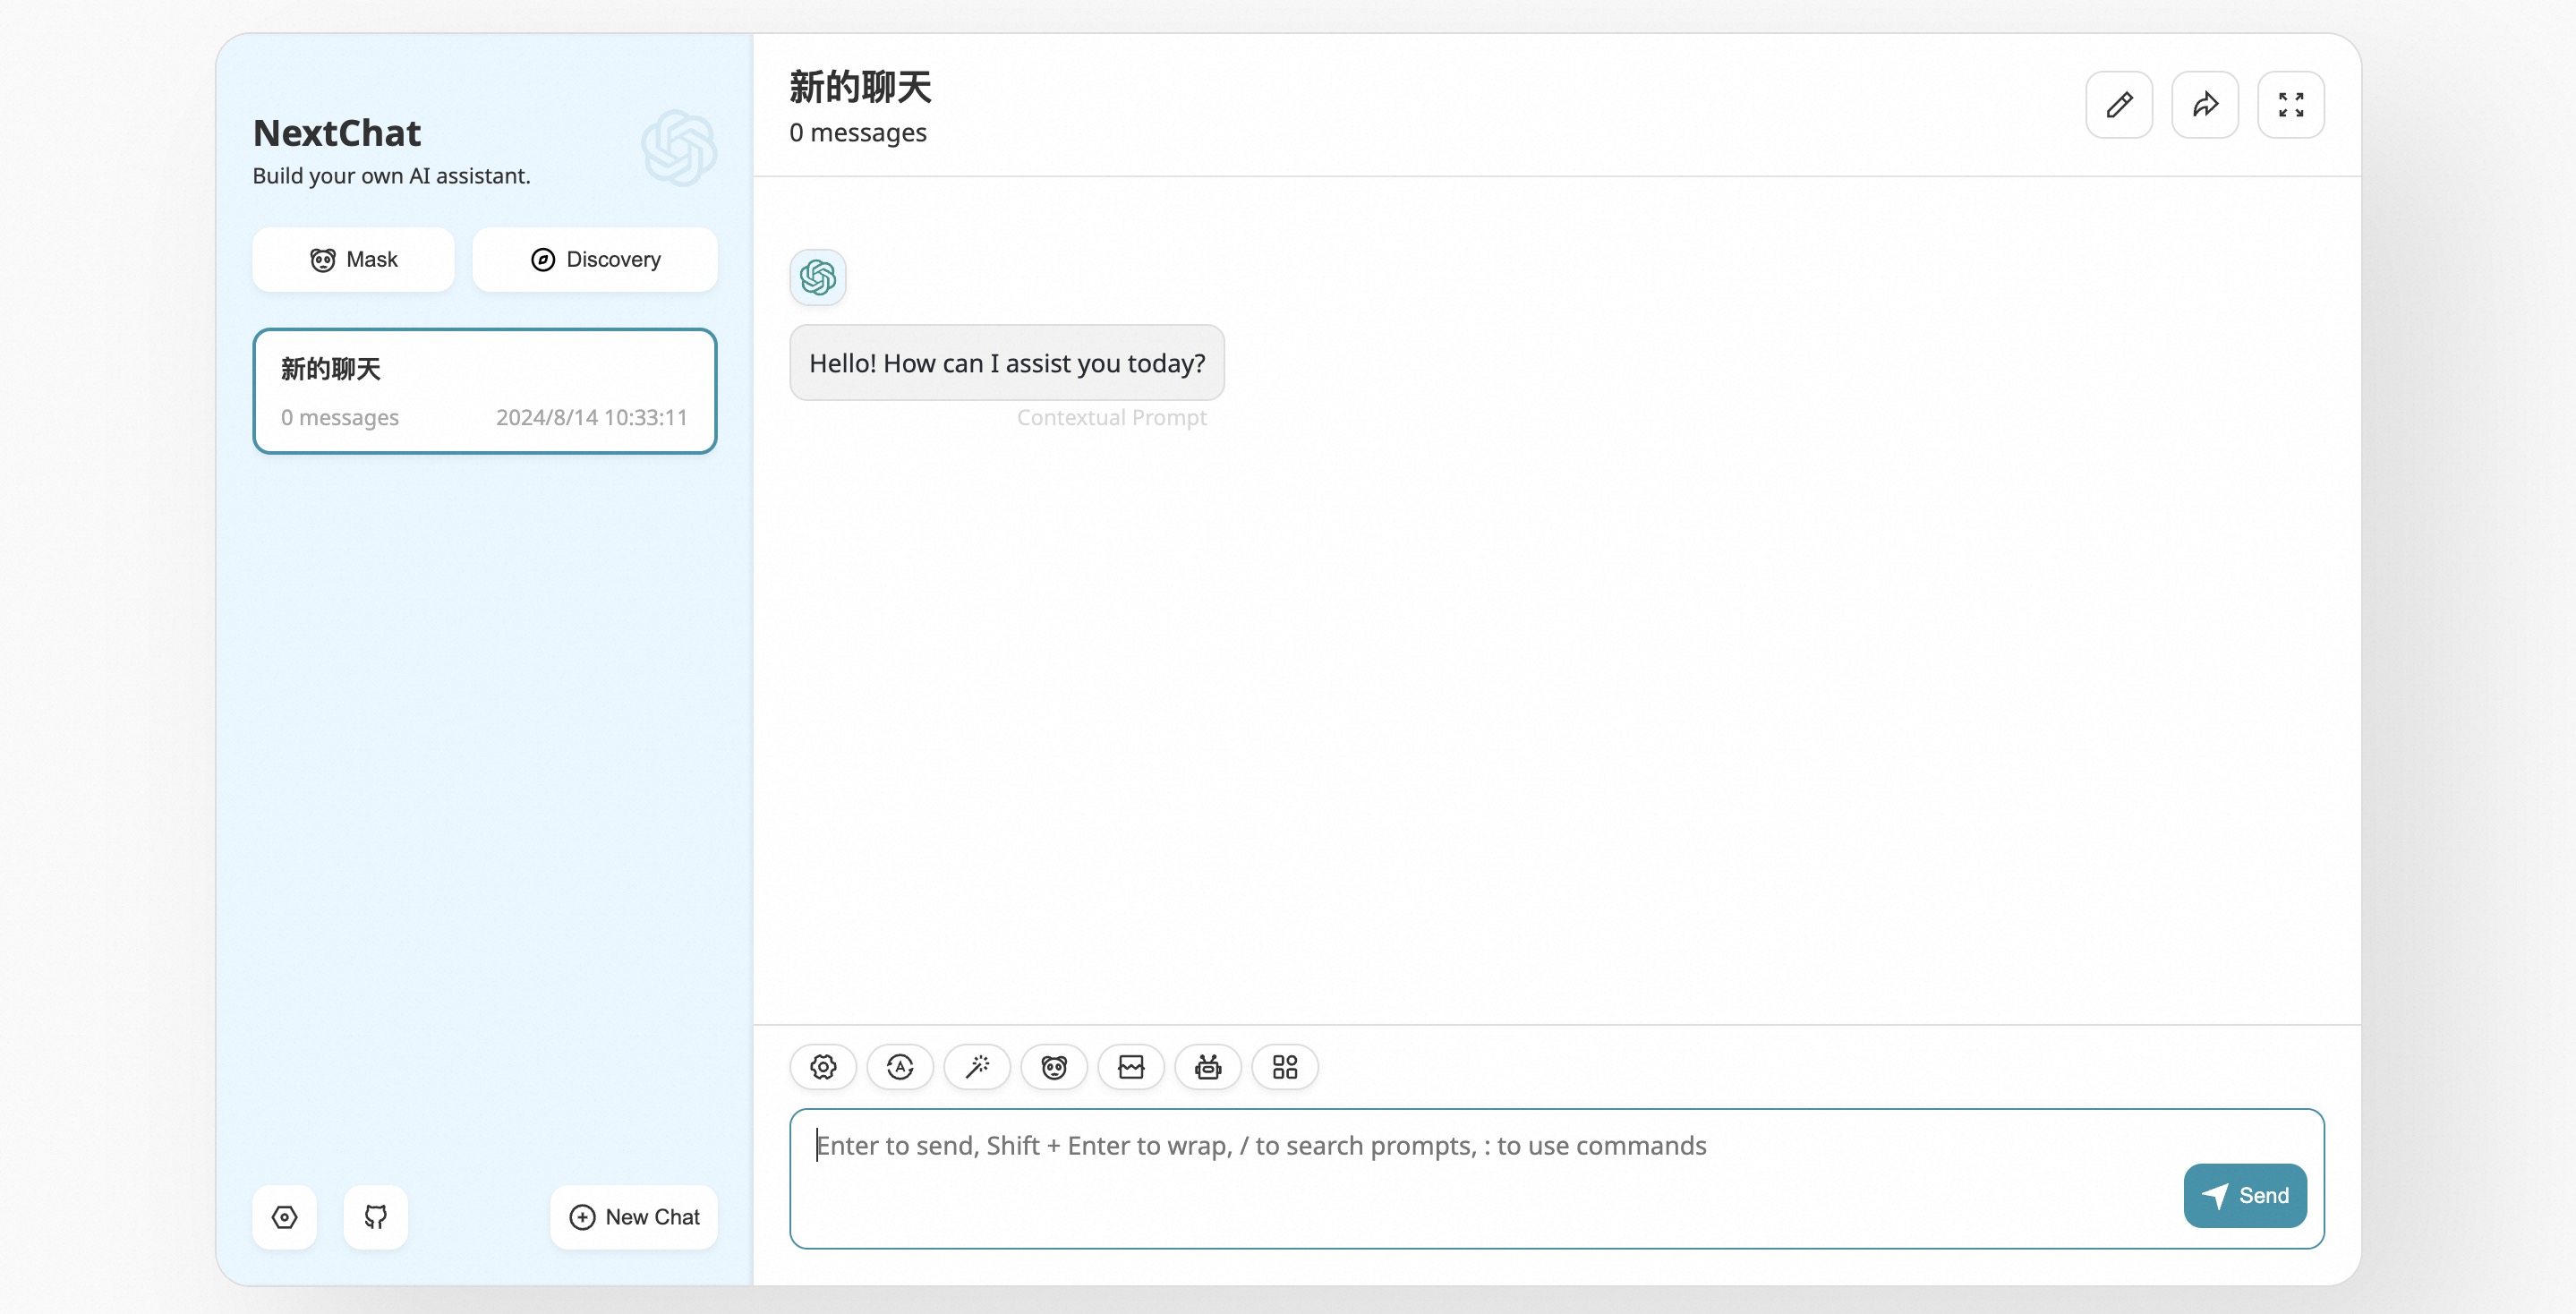 NextChat
Build your own AI assistant.
Mask
Discovery
新的聊天
0 messages
2024/8/14 10:33:11
New Chat
新的聊天
0 messages
Hello! How can I assist you today?
Contextual Prompt
A
Enter to send, Shift + Enter to wrap, / to search prompts, : to use commands
Send